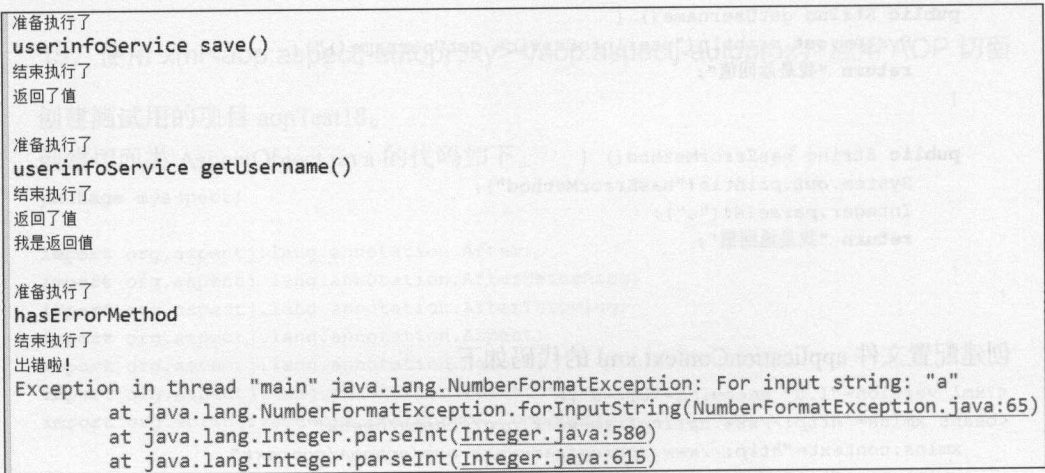 准备执行了
userinfoService save()
结束执行了
返回了值
准备执行了
userinfoService getUsername()
结束执行了
返回了值
我是返回值
准备执行了
hasErrorMethod
结束执行了
出错啦!
Exception in thread "main" java.lang.NumberFormatException: For input string: "a"
at java.lang.NumberFormatException.forInputString(NumberFormatException.java:65)
at java.lang.Integer.parseInt(Integer.java:580)
at java.lang.Integer.parseInt(Integer.java:615)